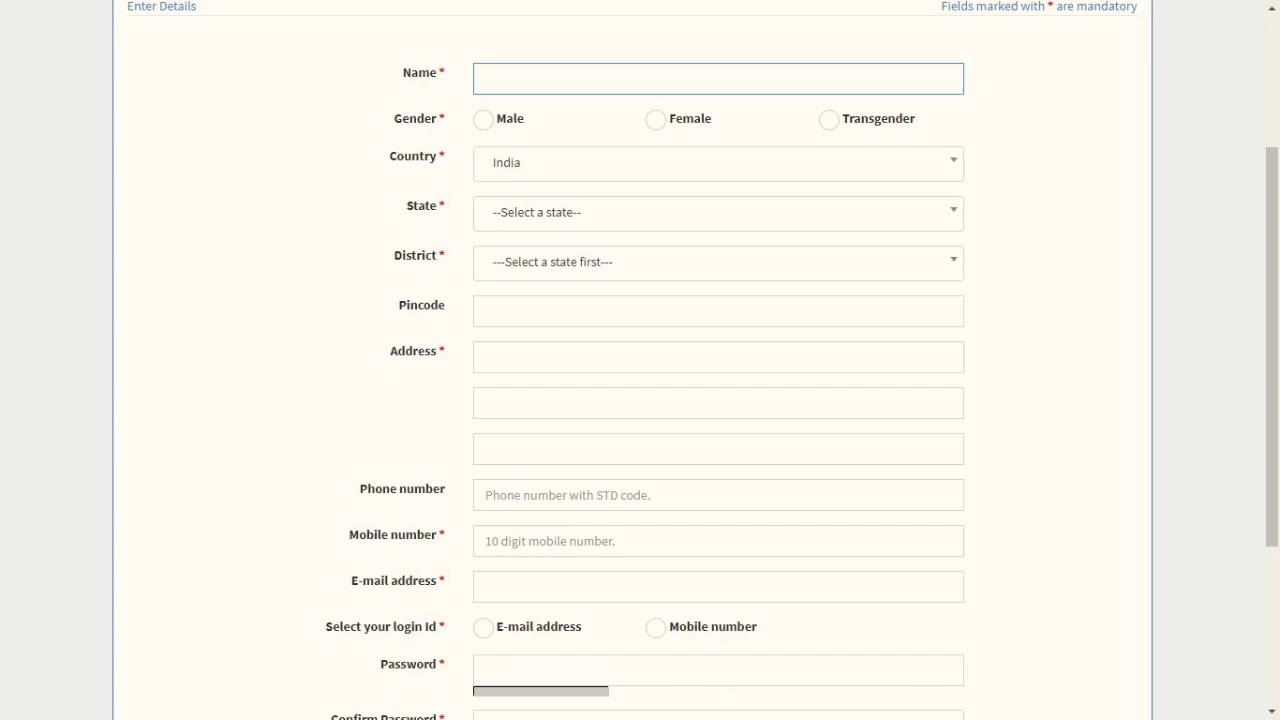 Enter Details
Fields marked with * are mandatory
Name *
Gender * Male Female Transgender
Country * India
State * --Select a state--
District * ---Select a state first---
Pincode
Address *
Phone number Phone number with STD code.
Mobile number * 10 digit mobile number.
E-mail address *
Select your login Id * E-mail address Mobile number
Password *
Confirm Password *